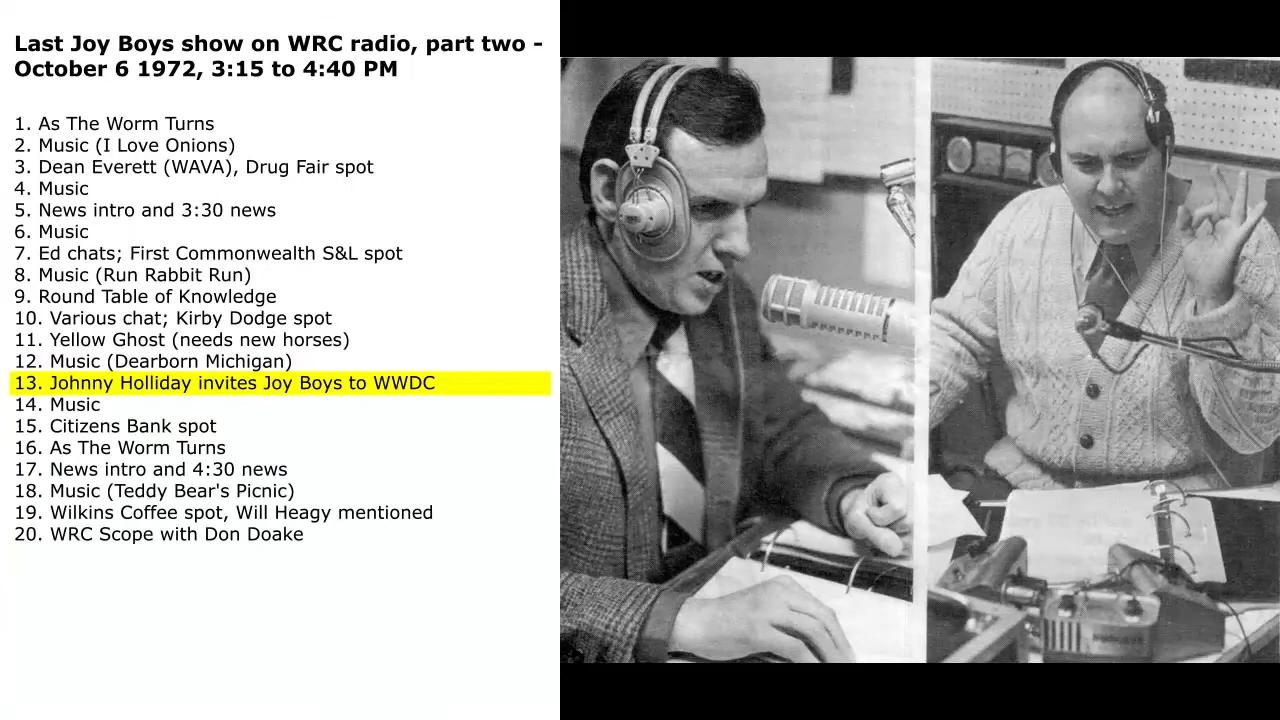 Last Joy Boys show on WRC radio, part two -
October 6 1972, 3:15 to 4:40 PM
1. As The Worm Turns
2. Music (I Love Onions)
3. Dean Everett (WAVA), Drug Fair spot
4. Music
5. News intro and 3:30 news
6. Music
7. Ed chats; First Commonwealth S&L spot
8. Music (Run Rabbit Run)
9. Round Table of Knowledge
10. Various chat; Kirby Dodge spot
11. Yellow Ghost (needs new horses)
12. Music (Dearborn Michigan)
13. Johnny Holliday invites Joy Boys to WWDC
14. Music
15. Citizens Bank spot
16. As The Worm Turns
17. News intro and 4:30 news
18. Music (Teddy Bear's Picnic)
19. Wilkins Coffee spot, Will Heagy mentioned
20. WRC Scope with Don Doake